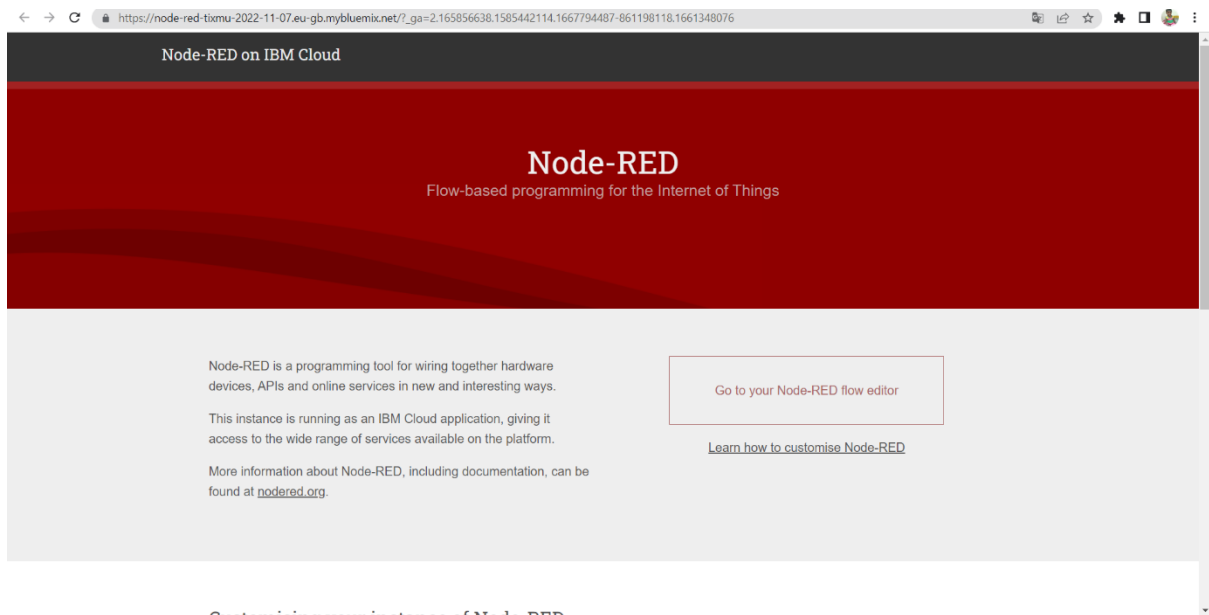 https://node-red-tixmu-2022-11-07.eu-gb.mybluemix.net/?_ga=2.165856638.1585442114.1667794487-861198118.1661348076
Node-RED on IBM Cloud
Node-RED
Flow-based programming for the Internet of Things
Node-RED is a programming tool for wiring together hardware
devices, APIs and online services in new and interesting ways.
This instance is running as an IBM Cloud application, giving it
access to the wide range of services available on the platform.
More information about Node-RED, including documentation, can be
found at nodered.org.
Go to your Node-RED flow editor
Learn how to customise Node-RED